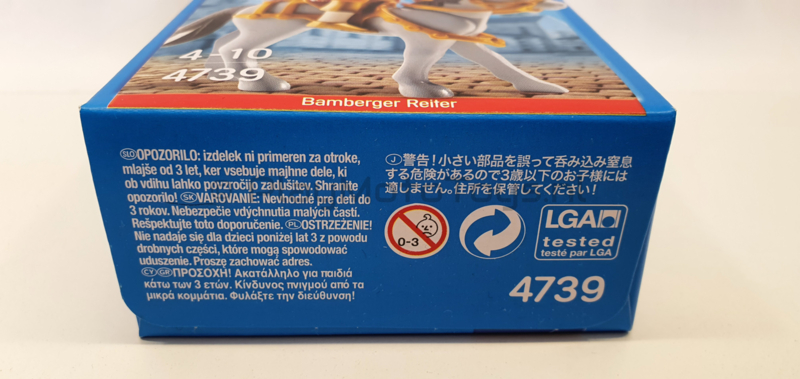 4-10
4739
Bamberger Reiter
SLO OPOZORILO: izdelek ni primeren za otroke,
mlajše od 3 let, ker vsebuje majhne dele, ki
ob vdihu lahko povzročijo zadušitev. Shranite
opozorilo! SK VAROVANIE: Nevhodné pre deti do
3 rokov. Nebezpečie vdýchnutia malých častí.
Rešpektujte toto doporučenie. PL OSTRZEŻENIE!
Nie nadaje się dla dzieci poniżej lat 3 z powodu
drobnych części, które mogą spowodować
uduszenie. Proszę zachować adres.
CY GR ΠΡΟΣΟΧΗ! Ακατάλληλο για παιδιά
κάτω των 3 ετών. Κίνδυνος πνιγμού από τα
μικρά κομμάτια. Φυλάξτε την διεύθυνση!
J 警告!小さい部品を誤って呑み込み窒息
する危険があるので3歳以下のお子様には
適しません。住所を保管してください!
0-3
LGA
tested
testé par LGA
4739